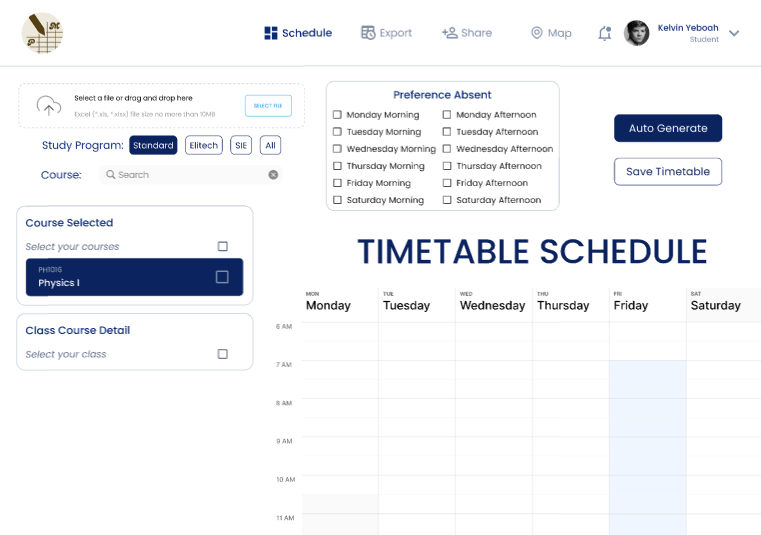 P M
Schedule
Export
Share
Map
Kelvin Yeboah
Student
Select a file or drag and drop here
Excel (*.xls, *.xlsx) file size no more than 10MB
SELECT FILE
Study Program: Standard Elitech SIE All
Course: Search
Preference Absent
Monday Morning Monday Afternoon
Tuesday Morning Tuesday Afternoon
Wednesday Morning Wednesday Afternoon
Thursday Morning Thursday Afternoon
Friday Morning Friday Afternoon
Saturday Morning Saturday Afternoon
Auto Generate
Save Timetable
Course Selected
Select your courses
PH1016
Physics I
Class Course Detail
Select your class
TIMETABLE SCHEDULE
MON TUE WED THU FRI SAT
Monday Tuesday Wednesday Thursday Friday Saturday
6 AM
7 AM
8 AM
9 AM
10 AM
11 AM